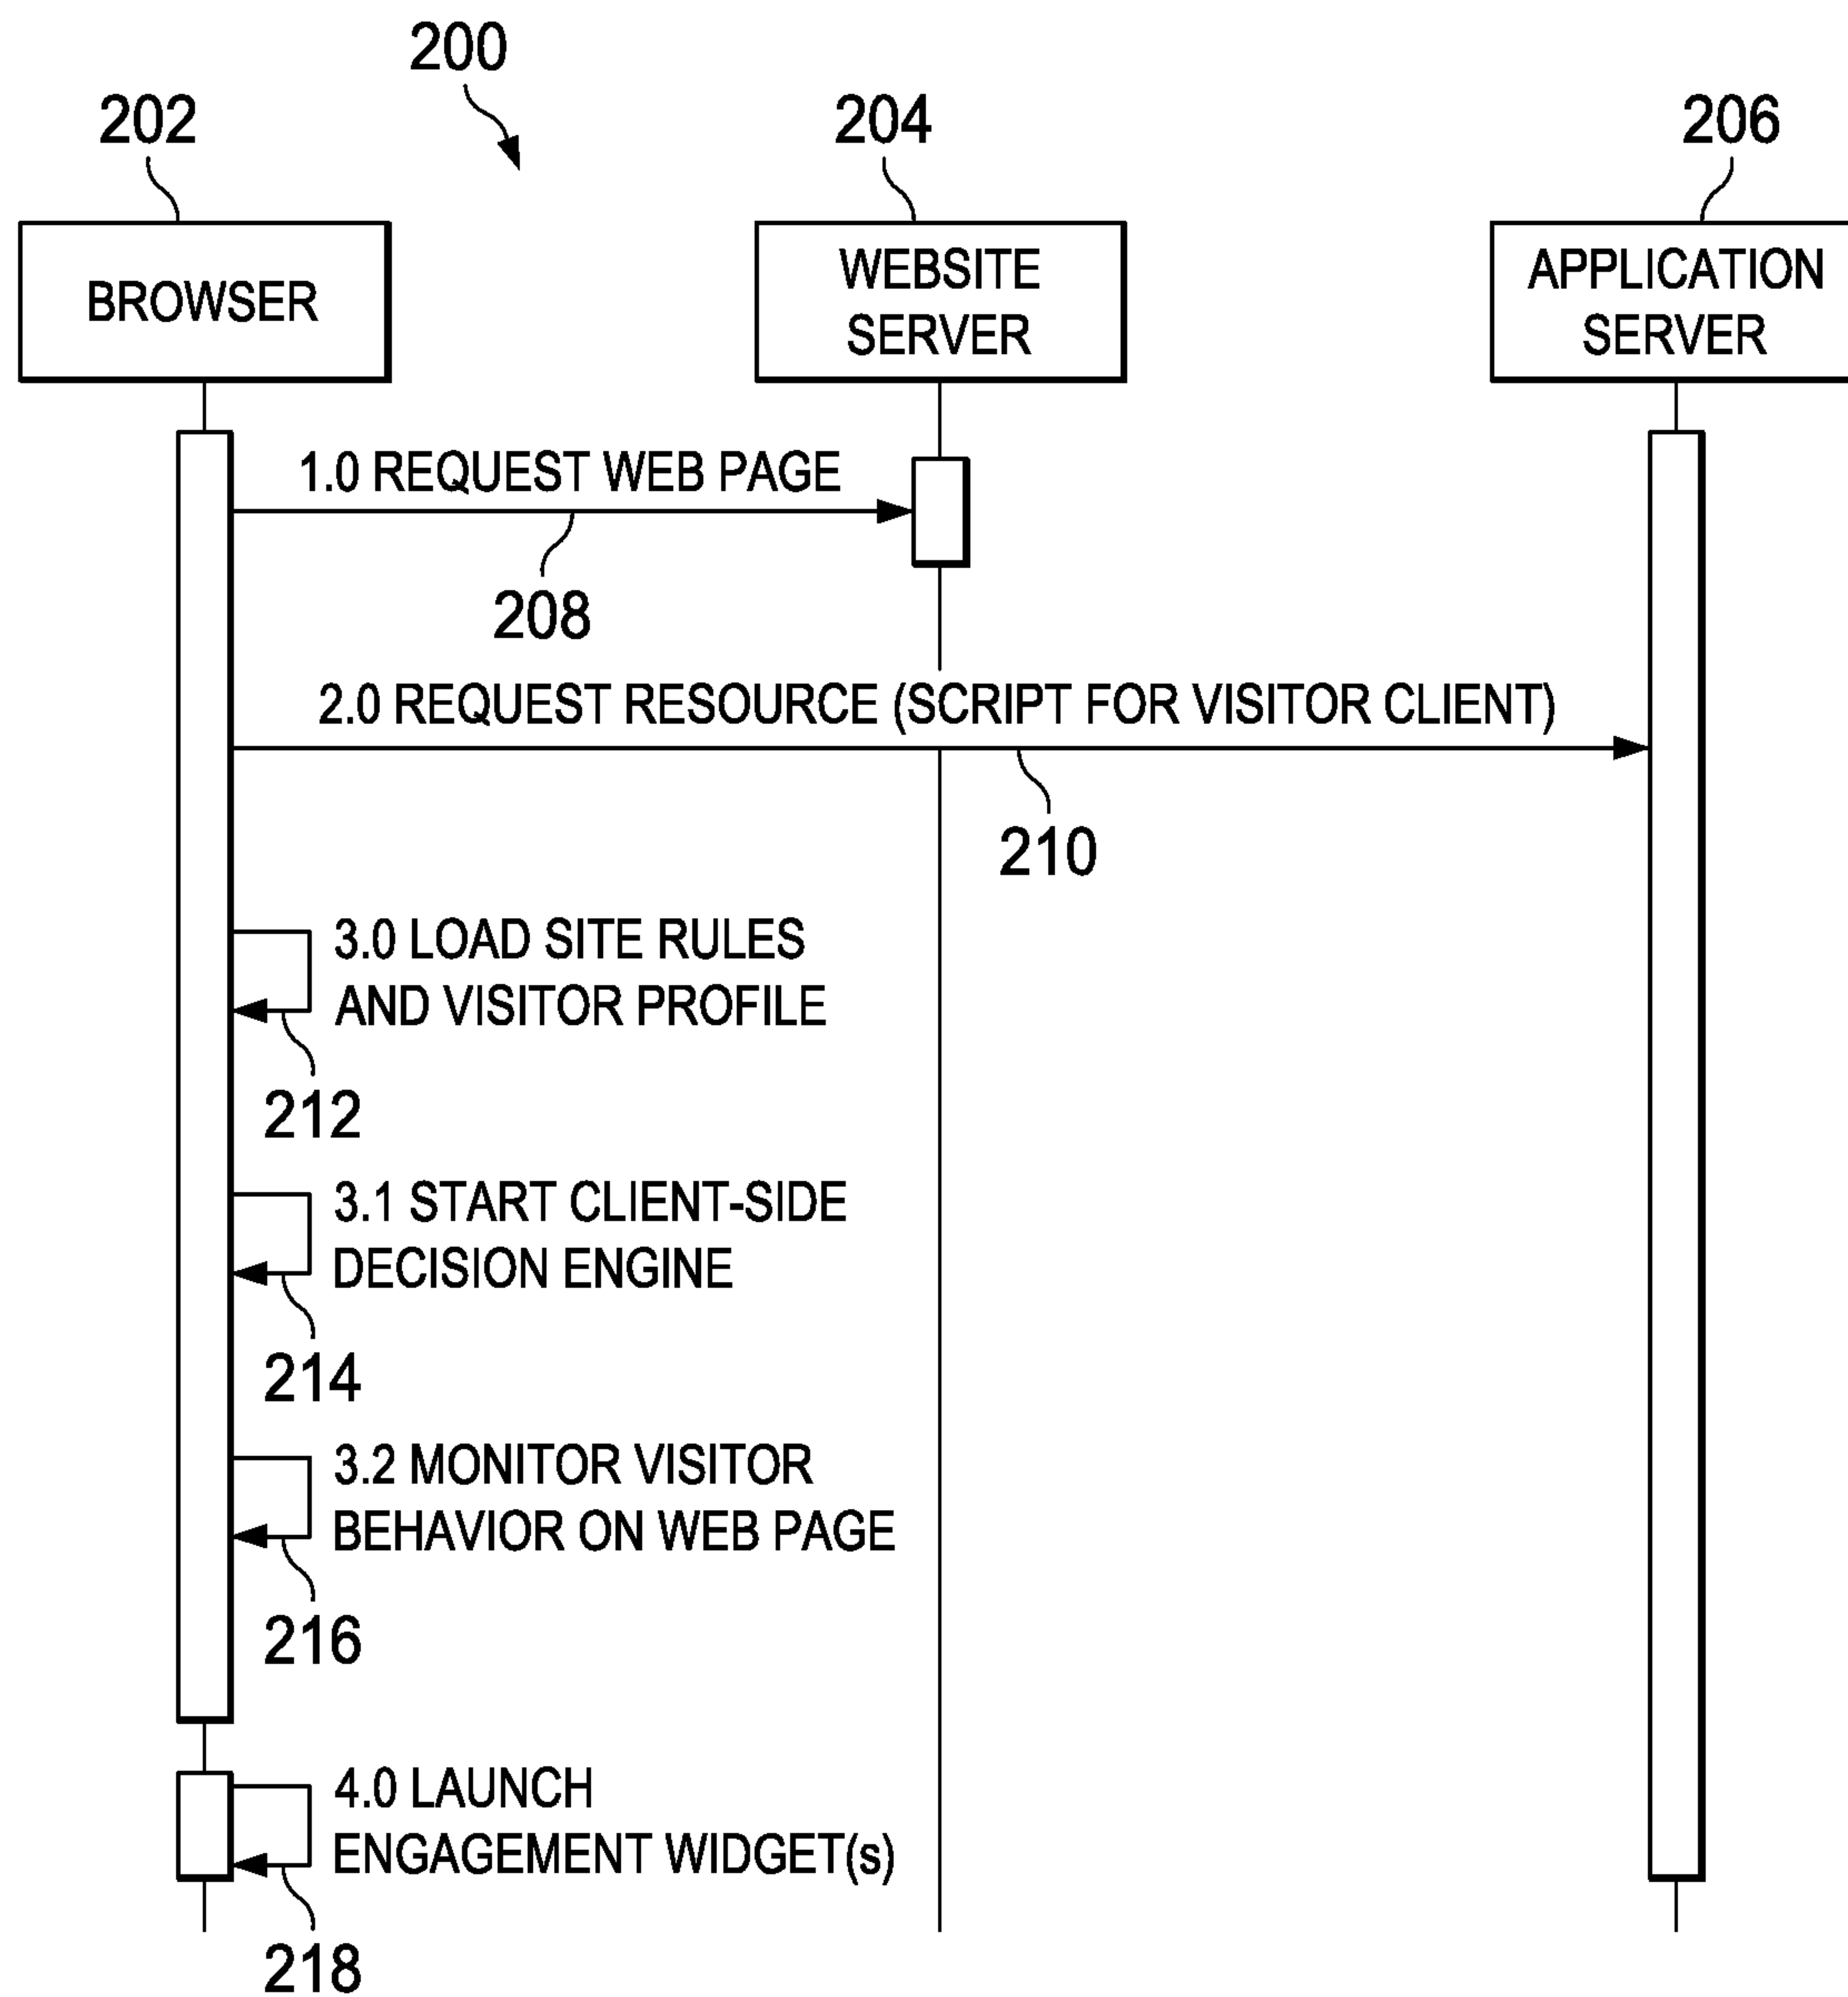 200
202
204
206
BROWSER
WEBSITE
SERVER
APPLICATION
SERVER
1.0 REQUEST WEB PAGE
208
2.0 REQUEST RESOURCE (SCRIPT FOR VISITOR CLIENT)
210
3.0 LOAD SITE RULES
AND VISITOR PROFILE
212
3.1 START CLIENT-SIDE
DECISION ENGINE
214
3.2 MONITOR VISITOR
BEHAVIOR ON WEB PAGE
216
4.0 LAUNCH
ENGAGEMENT WIDGET(s)
218